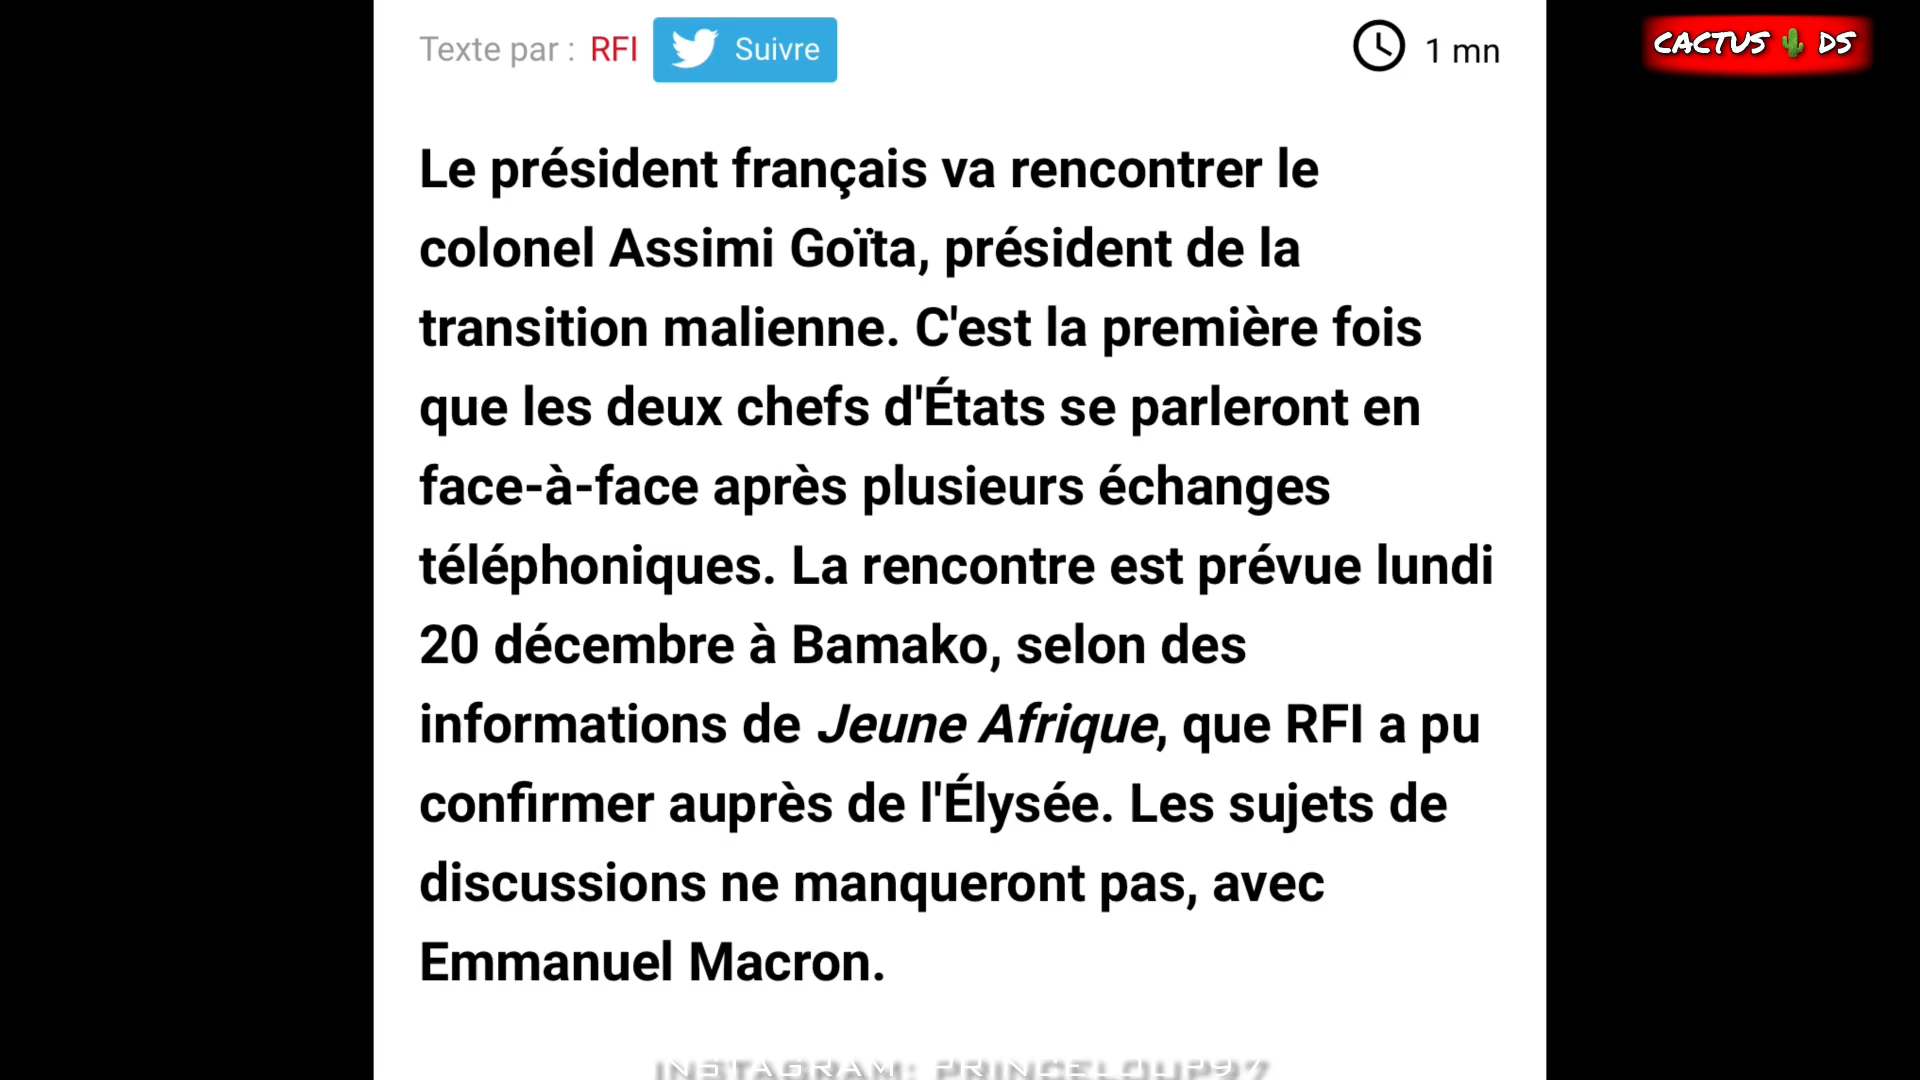 Texte par : RFI Suivre 1 mn
CACTUS 🌵 DS
Le président français va rencontrer le
colonel Assimi Goïta, président de la
transition malienne. C'est la première fois
que les deux chefs d'États se parleront en
face-à-face après plusieurs échanges
téléphoniques. La rencontre est prévue lundi
20 décembre à Bamako, selon des
informations de Jeune Afrique, que RFI a pu
confirmer auprès de l'Élysée. Les sujets de
discussions ne manqueront pas, avec
Emmanuel Macron.
INSTAGRAM: PRINCELOUP97